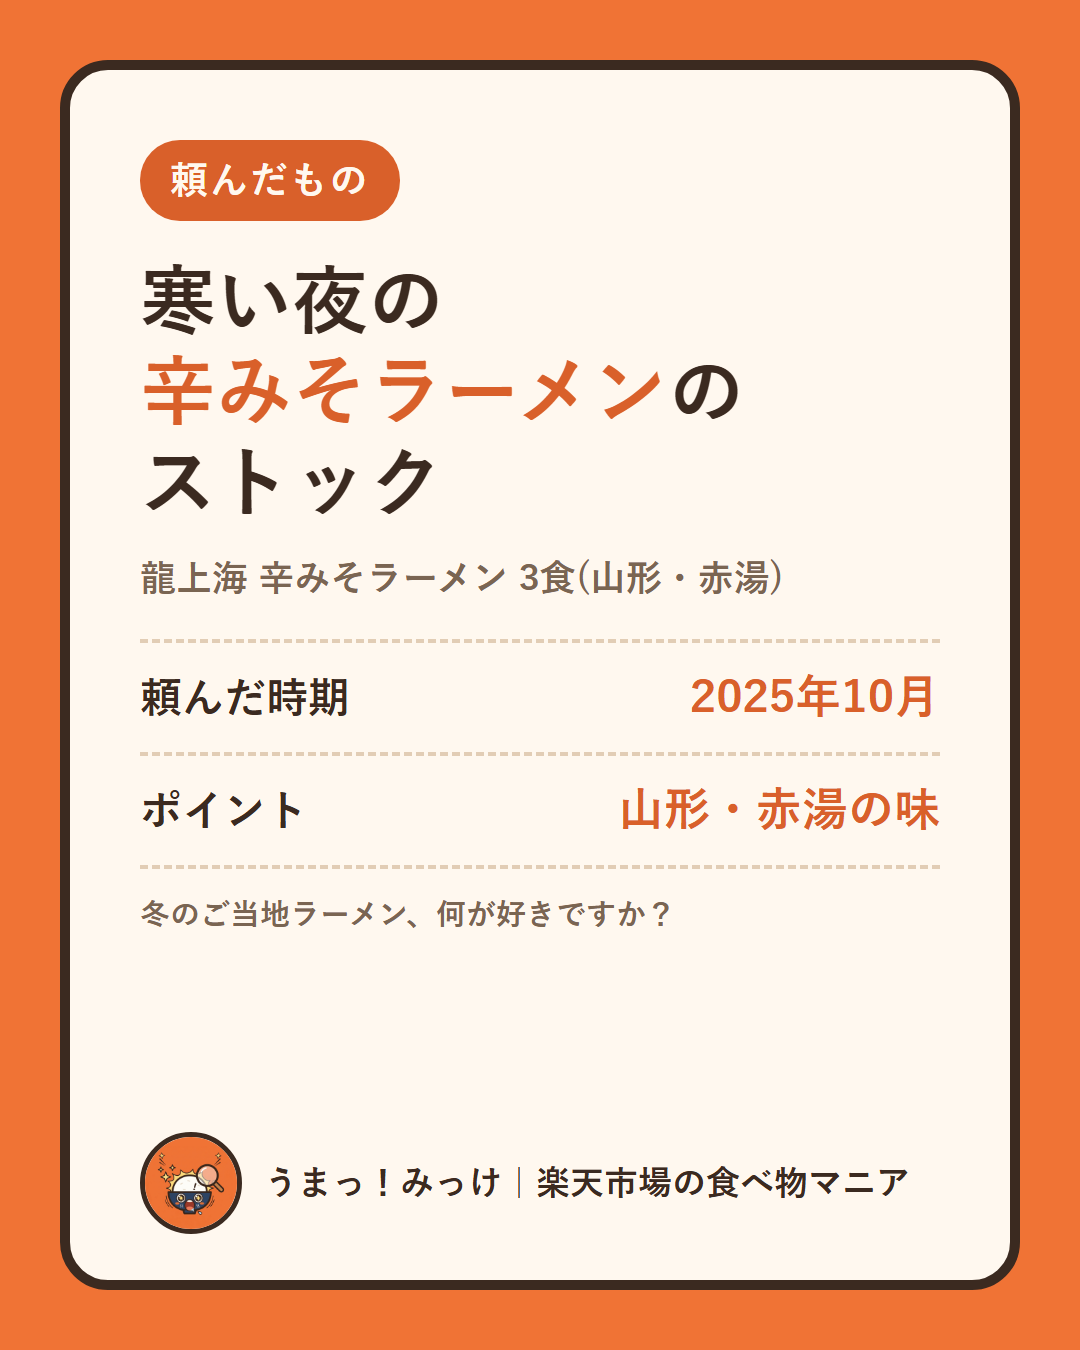 頼んだもの
寒い夜の
辛みそラーメンの
ストック
龍上海 辛みそラーメン 3食(山形・赤湯)
頼んだ時期 2025年10月
ポイント 山形・赤湯の味
冬のご当地ラーメン、何が好きですか？
うまっ！みっけ｜楽天市場の食べ物マニア